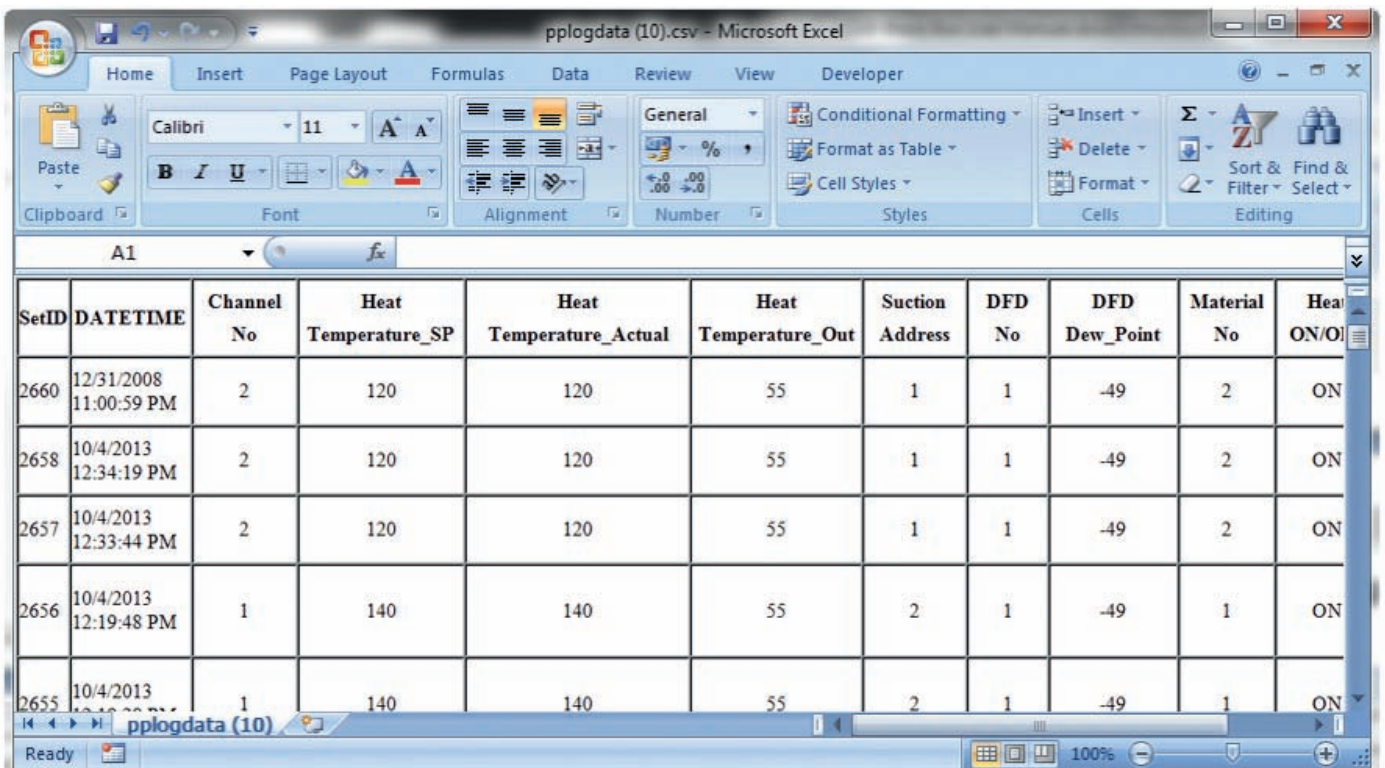 pplogdata (10).csv - Microsoft Excel
Home Insert Page Layout Formulas Data Review View Developer
Paste
Clipboard
Calibri 11 A A
B I U A
Font
Alignment
General
% ,
.0 .00 .00 .0
Number
Conditional Formatting
Format as Table
Cell Styles
Styles
Insert
Delete
Format
Cells
Σ
A Z
Sort & Filter
Find & Select
Editing
A1 fx
SetID DATETIME Channel No Heat Temperature_SP Heat Temperature_Actual Heat Temperature_Out Suction Address DFD No DFD Dew_Point Material No
2660 12/31/2008 11:00:59 PM 2 120 120 55 1 1 -49 2 ON
2658 10/4/2013 12:34:19 PM 2 120 120 55 1 1 -49 2 ON
2657 10/4/2013 12:33:44 PM 2 120 120 55 1 1 -49 2 ON
2656 10/4/2013 12:19:48 PM 1 140 140 55 2 1 -49 1 ON
2655 10/4/2013 1 140 140 55 2 1 -49 1 ON
pplogdata (10)
Ready 100%